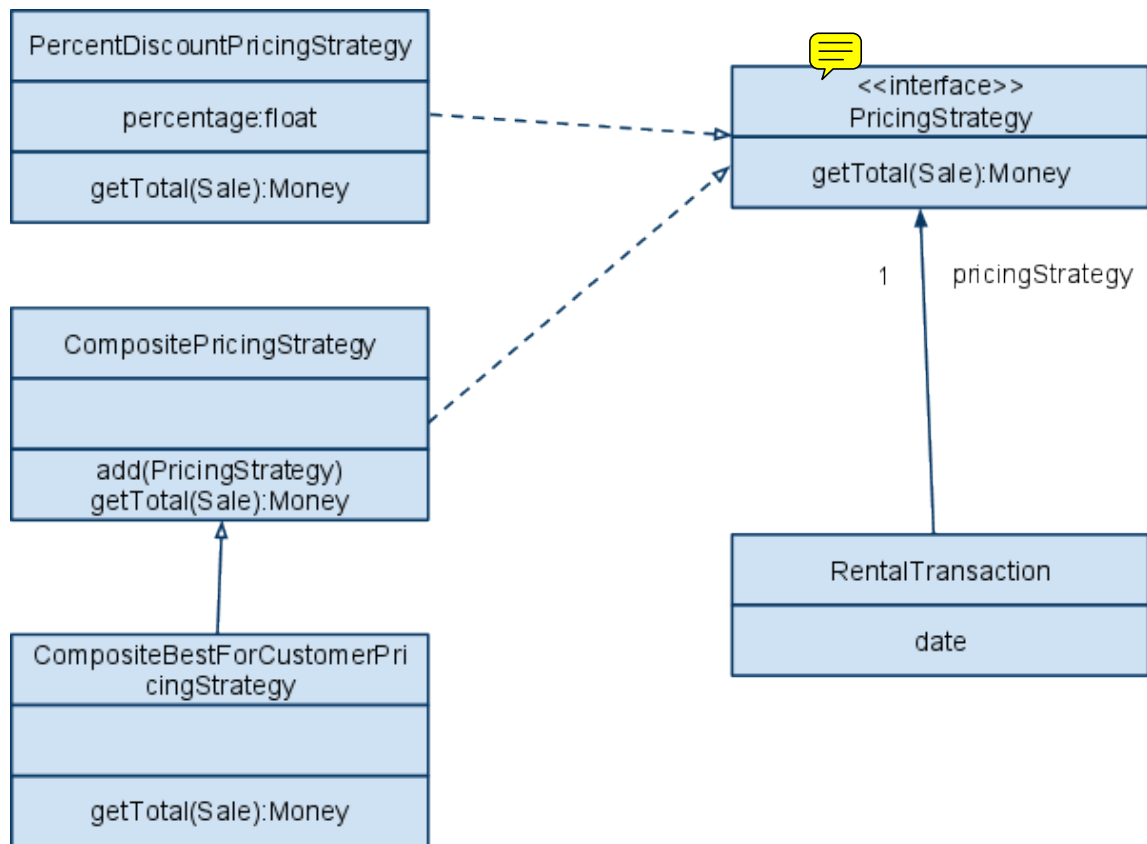 PercentDiscountPricingStrategy
percentage:float
getTotal(Sale):Money
<<interface>>
PricingStrategy
getTotal(Sale):Money
1
pricingStrategy
CompositePricingStrategy
add(PricingStrategy)
getTotal(Sale):Money
RentalTransaction
date
CompositeBestForCustomerPri
cingStrategy
getTotal(Sale):Money